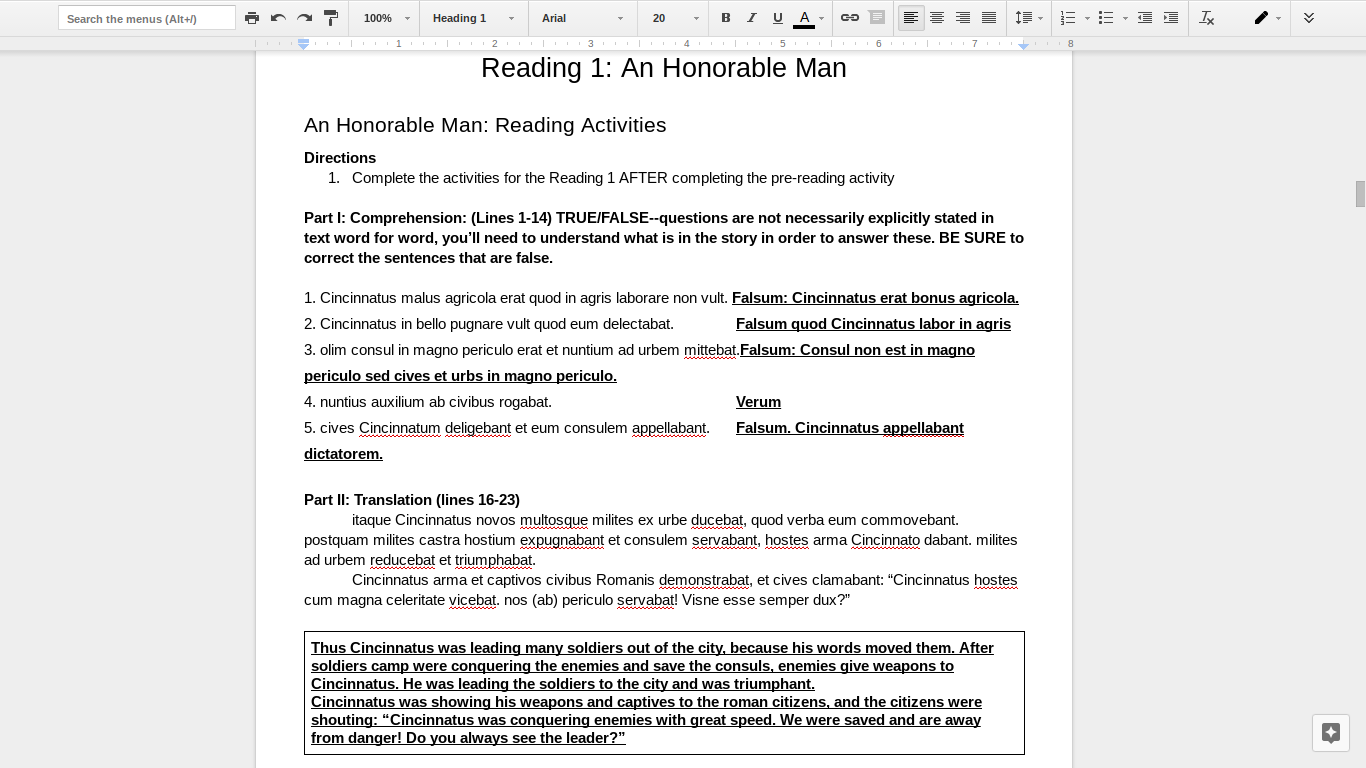 Search the menus (Alt+/) 100% Heading 1 Arial 20 B I U A
1 2 3 4 5 6 7 8
Reading 1: An Honorable Man
An Honorable Man: Reading Activities
Directions
1. Complete the activities for the Reading 1 AFTER completing the pre-reading activity
Part I: Comprehension: (Lines 1-14) TRUE/FALSE--questions are not necessarily explicitly stated in
text word for word, you’ll need to understand what is in the story in order to answer these. BE SURE to
correct the sentences that are false.
1. Cincinnatus malus agricola erat quod in agris laborare non vult. Falsum: Cincinnatus erat bonus agricola.
2. Cincinnatus in bello pugnare vult quod eum delectabat. Falsum quod Cincinnatus labor in agris
3. olim consul in magno periculo erat et nuntium ad urbem mittebat.Falsum: Consul non est in magno
periculo sed cives et urbs in magno periculo.
4. nuntius auxilium ab civibus rogabat. Verum
5. cives Cincinnatum deligebant et eum consulem appellabant. Falsum. Cincinnatus appellabant
dictatorem.
Part II: Translation (lines 16-23)
itaque Cincinnatus novos multosque milites ex urbe ducebat, quod verba eum commovebant.
postquam milites castra hostium expugnabant et consulem servabant, hostes arma Cincinnato dabant. milites
ad urbem reducebat et triumphabat.
Cincinnatus arma et captivos civibus Romanis demonstrabat, et cives clamabant: “Cincinnatus hostes
cum magna celeritate vicebat. nos (ab) periculo servabat! Visne esse semper dux?”
Thus Cincinnatus was leading many soldiers out of the city, because his words moved them. After
soldiers camp were conquering the enemies and save the consuls, enemies give weapons to
Cincinnatus. He was leading the soldiers to the city and was triumphant.
Cincinnatus was showing his weapons and captives to the roman citizens, and the citizens were
shouting: “Cincinnatus was conquering enemies with great speed. We were saved and are away
from danger! Do you always see the leader?”